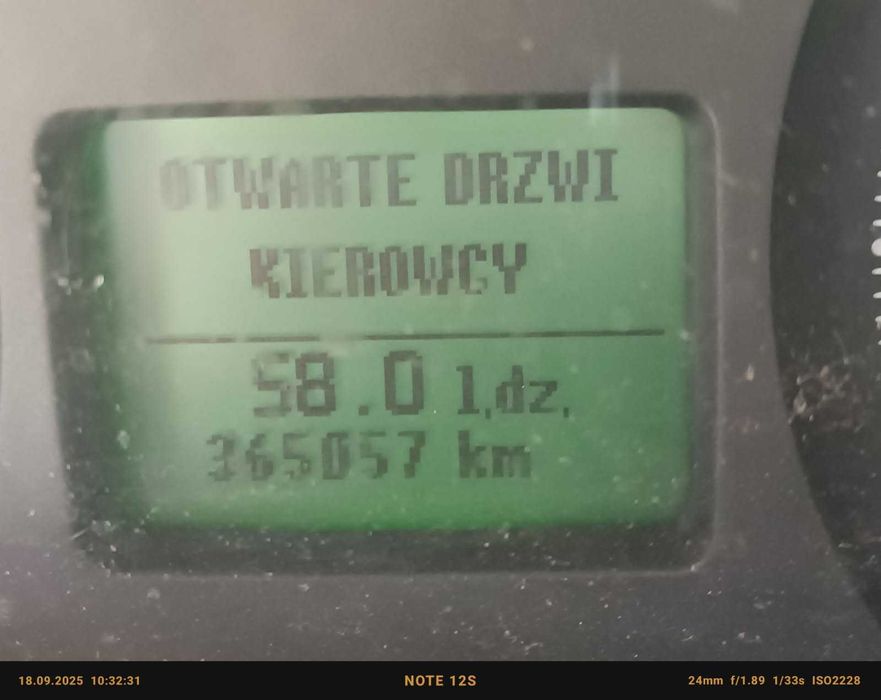 OTWARTE DRZWI
KIEROWCY
58.0 l.dz.
365057 km
18.09.2025 10:32:31 NOTE 12S 24mm f/1.89 1/33s ISO2228